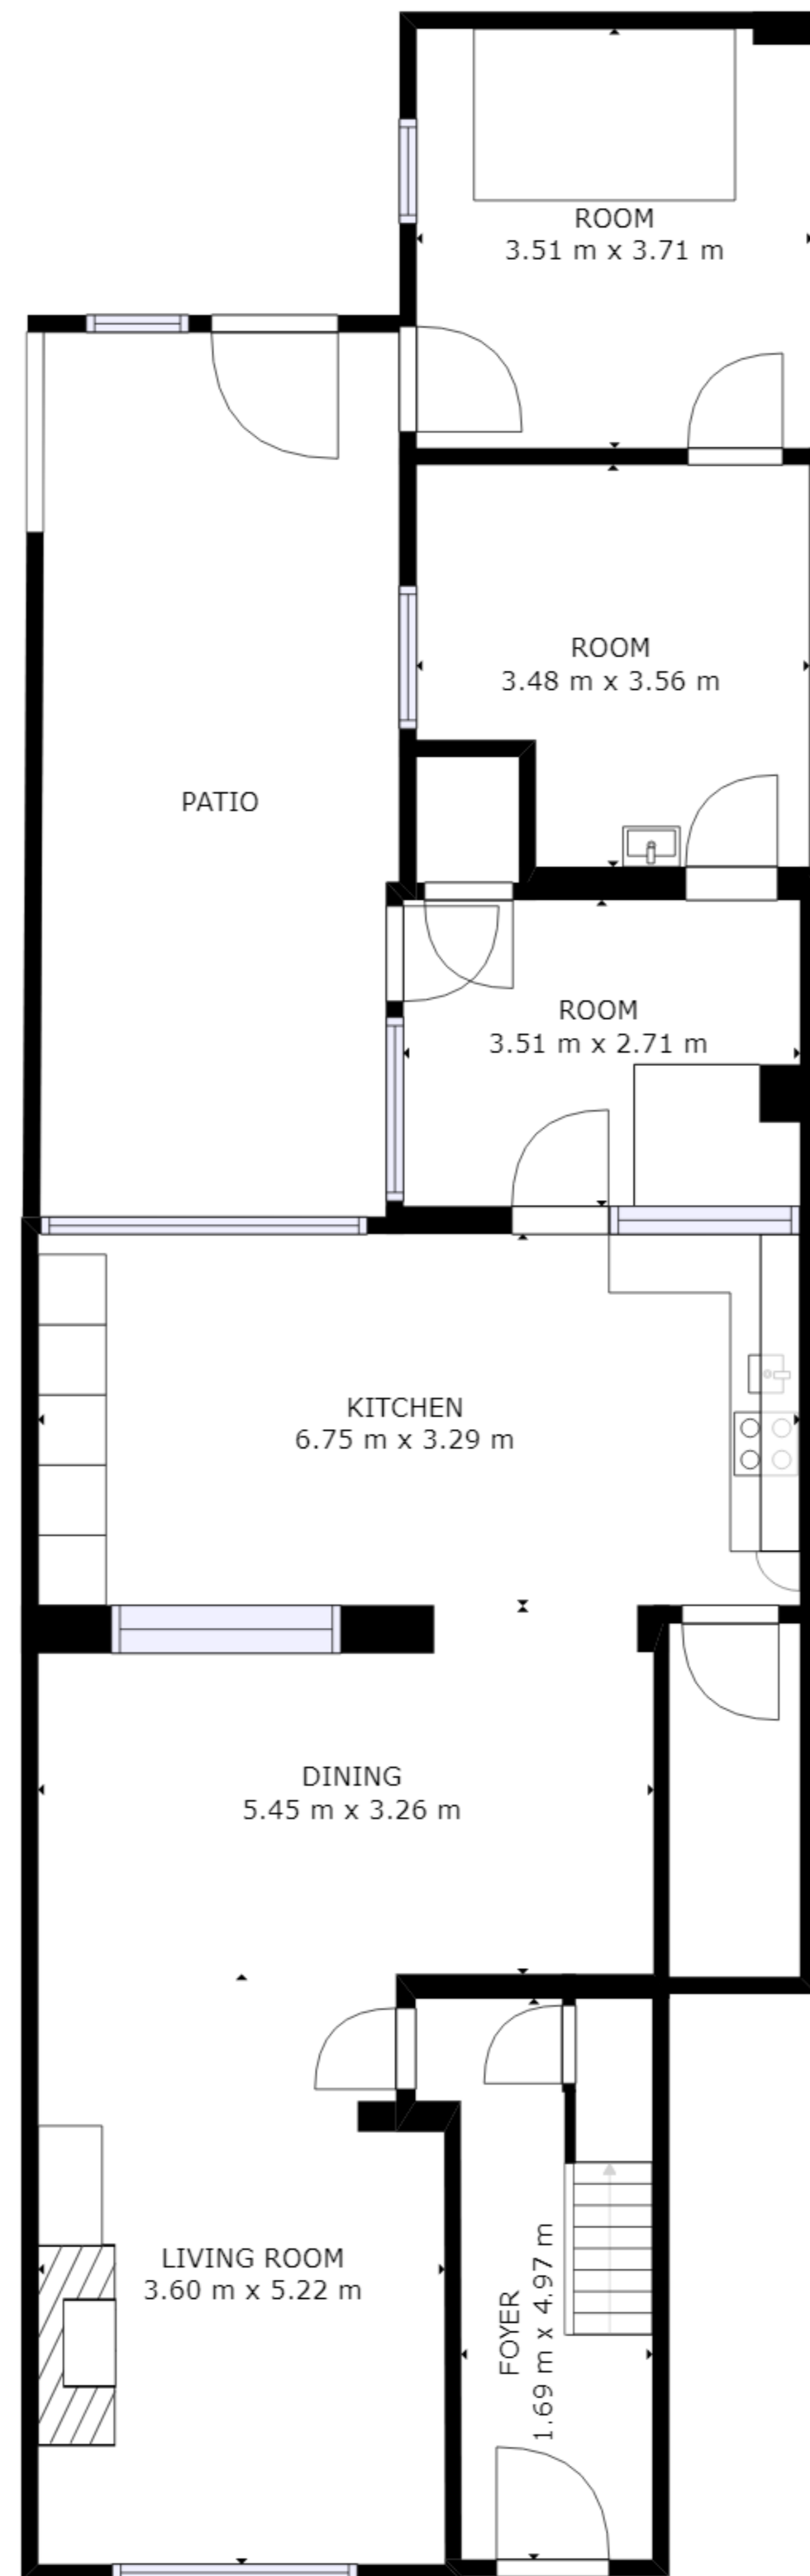 ROOM
3.51 m x 3.71 m
ROOM
3.48 m x 3.56 m
PATIO
ROOM
3.51 m x 2.71 m
KITCHEN
6.75 m x 3.29 m
DINING
5.45 m x 3.26 m
LIVING ROOM
3.60 m x 5.22 m
FOYER
1.69 m x 4.97 m